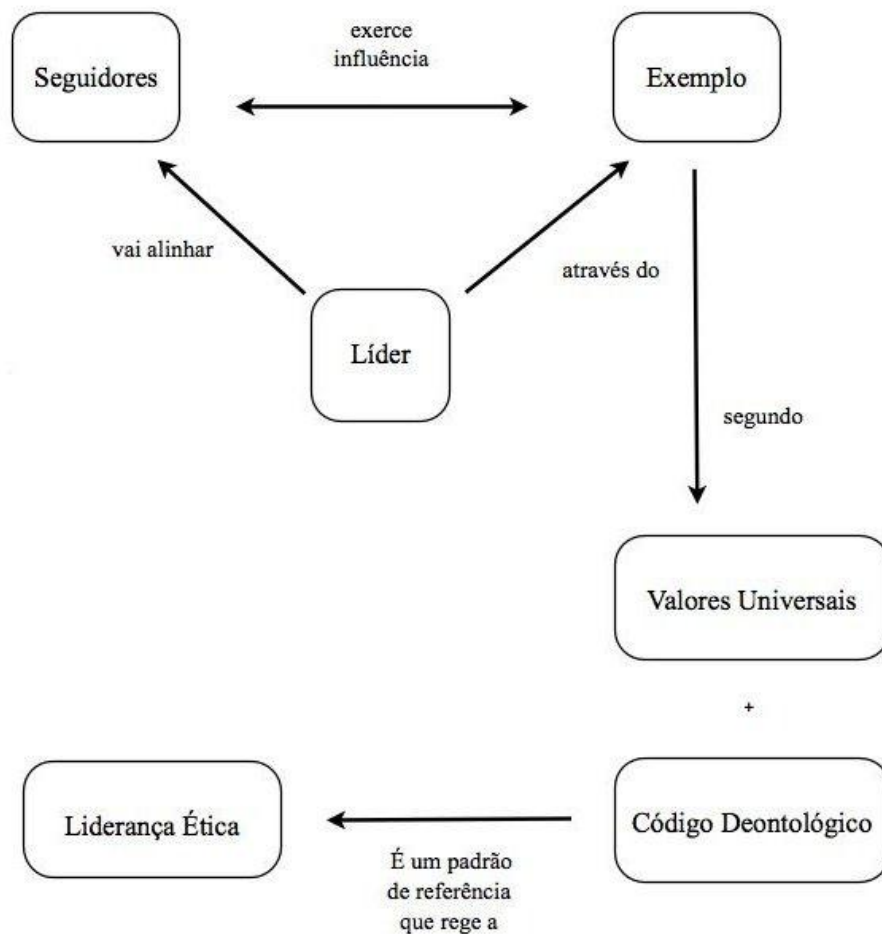 exerce
influência
Seguidores
Exemplo
vai alinhar
através do
Líder
segundo
Valores Universais
+
Liderança Ética
Código Deontológico
É um padrão
de referência
que rege a